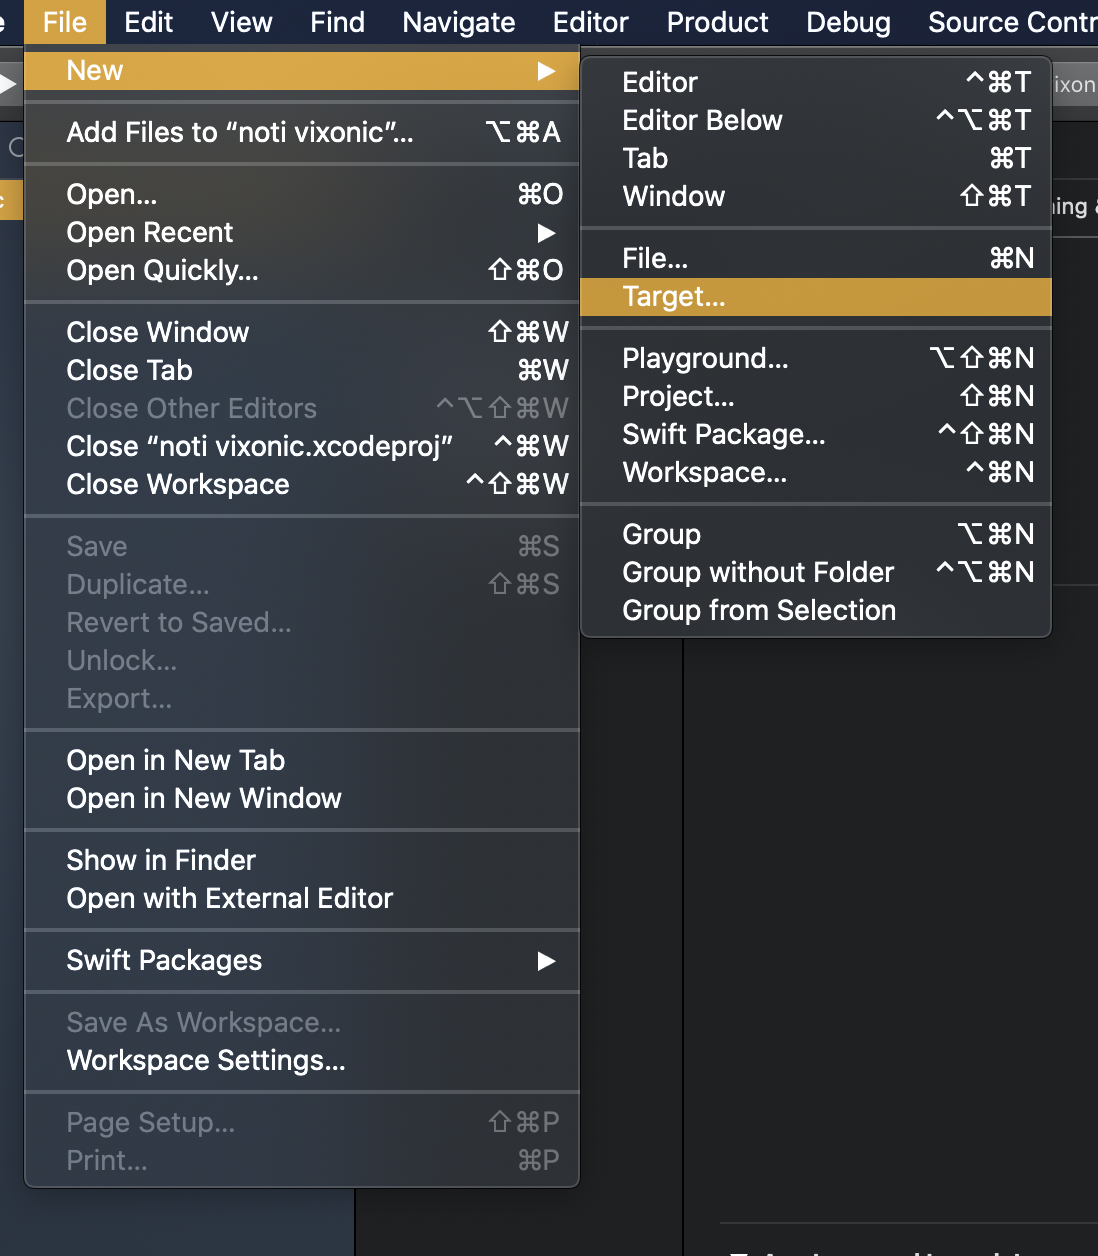 File Edit View Find Navigate Editor Product Debug Source Contr
New ▶
Add Files to “noti vixonic”... ⌥⌘A
Open... ⌘O
Open Recent ▶
Open Quickly... ⇧⌘O
Close Window ⇧⌘W
Close Tab ⌘W
Close Other Editors ^⌥⇧⌘W
Close “noti vixonic.xcodeproj” ^⌘W
Close Workspace ^⇧⌘W
Save ⌘S
Duplicate... ⇧⌘S
Revert to Saved...
Unlock...
Export...
Open in New Tab
Open in New Window
Show in Finder
Open with External Editor
Swift Packages ▶
Save As Workspace...
Workspace Settings...
Page Setup... ⇧⌘P
Print... ⌘P
Editor ^⌘T
Editor Below ^⌥⌘T
Tab ⌘T
Window ⇧⌘T
File... ⌘N
Target...
Playground... ⌥⇧⌘N
Project... ⇧⌘N
Swift Package... ^⇧⌘N
Workspace... ^⌘N
Group ⌥⌘N
Group without Folder ^⌥⌘N
Group from Selection
ixon
ing &